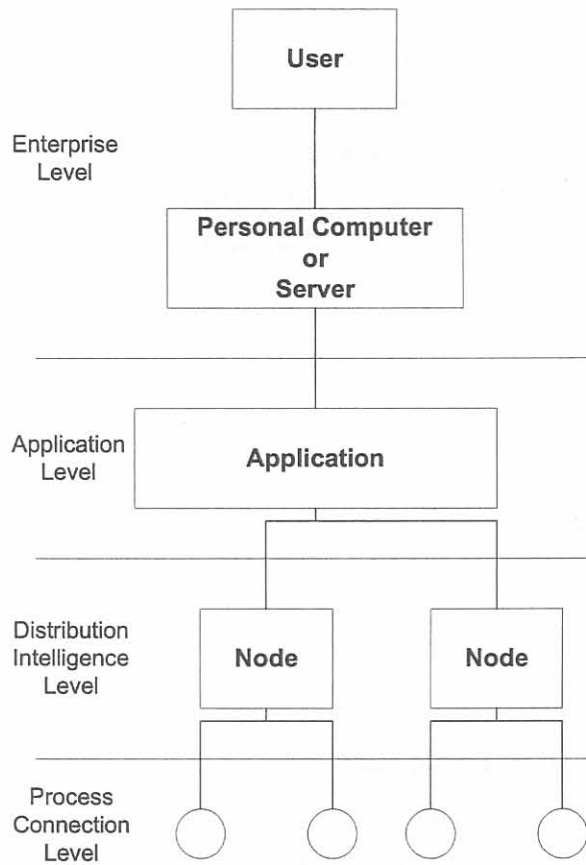 User
Enterprise
Level
Personal Computer
or
Server
Application
Level
Application
Distribution
Intelligence
Level
Node
Node
Process
Connection
Level